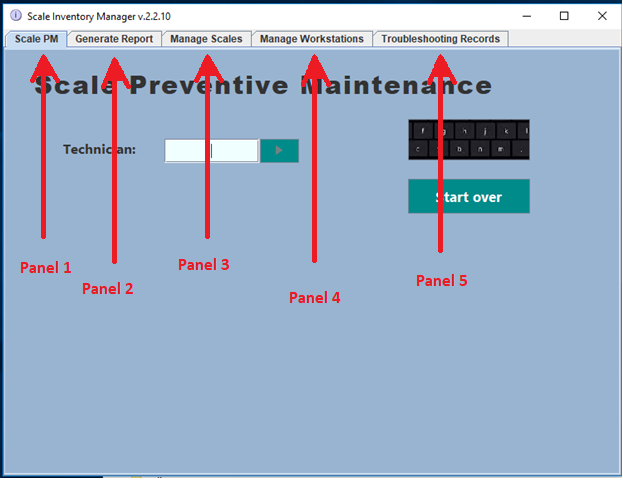 Scale Inventory Manager v.2.2.10
Scale PM Generate Report Manage Scales Manage Workstations Troubleshooting Records
Scale Preventive Maintenance
Technician:
f g h j k l
c b n m .
Start over
Panel 1
Panel 2
Panel 3
Panel 4
Panel 5